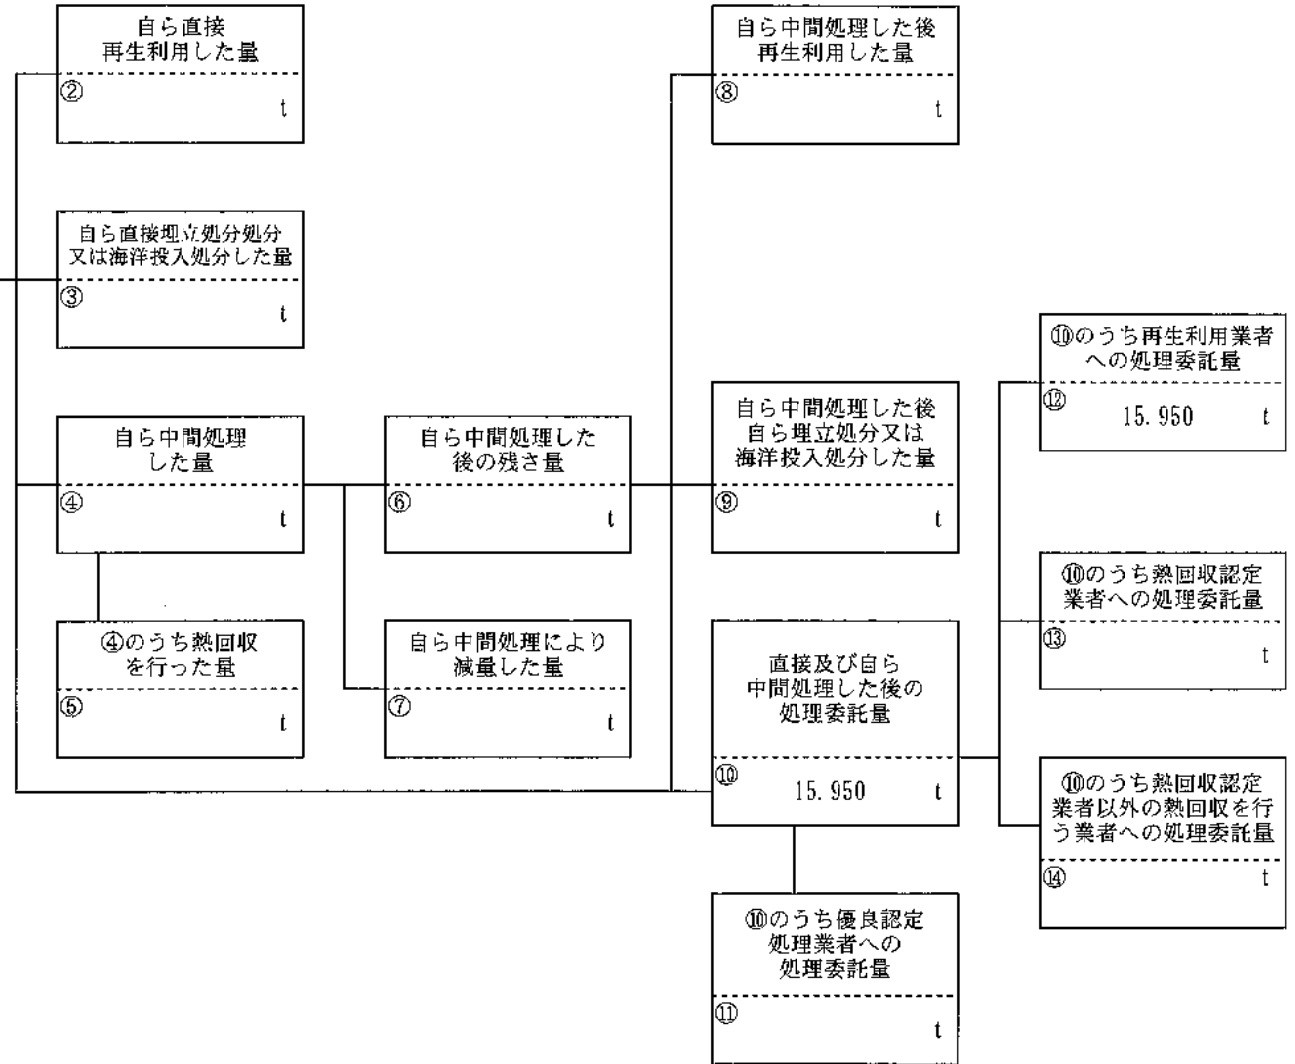 自ら直接
再生利用した量
②
t
自ら中間処理した後
再生利用した量
⑧
t
自ら直接埋立処分処分
又は海洋投入処分した量
③
t
⑩のうち再生利用業者
への処理委託量
⑫
15.950 t
自ら中間処理
した量
④
t
自ら中間処理した
後の残さ量
⑥
t
自ら中間処理した後
自ら埋立処分又は
海洋投入処分した量
⑨
t
⑩のうち熱回収認定
業者への処理委託量
⑬
t
④のうち熱回収
を行った量
⑤
t
自ら中間処理により
減量した量
⑦
t
直接及び自ら
中間処理した後の
処理委託量
⑩
15.950 t
⑩のうち熱回収認定
業者以外の熱回収を行
う業者への処理委託量
⑭
t
⑩のうち優良認定
処理業者への
処理委託量
⑪
t